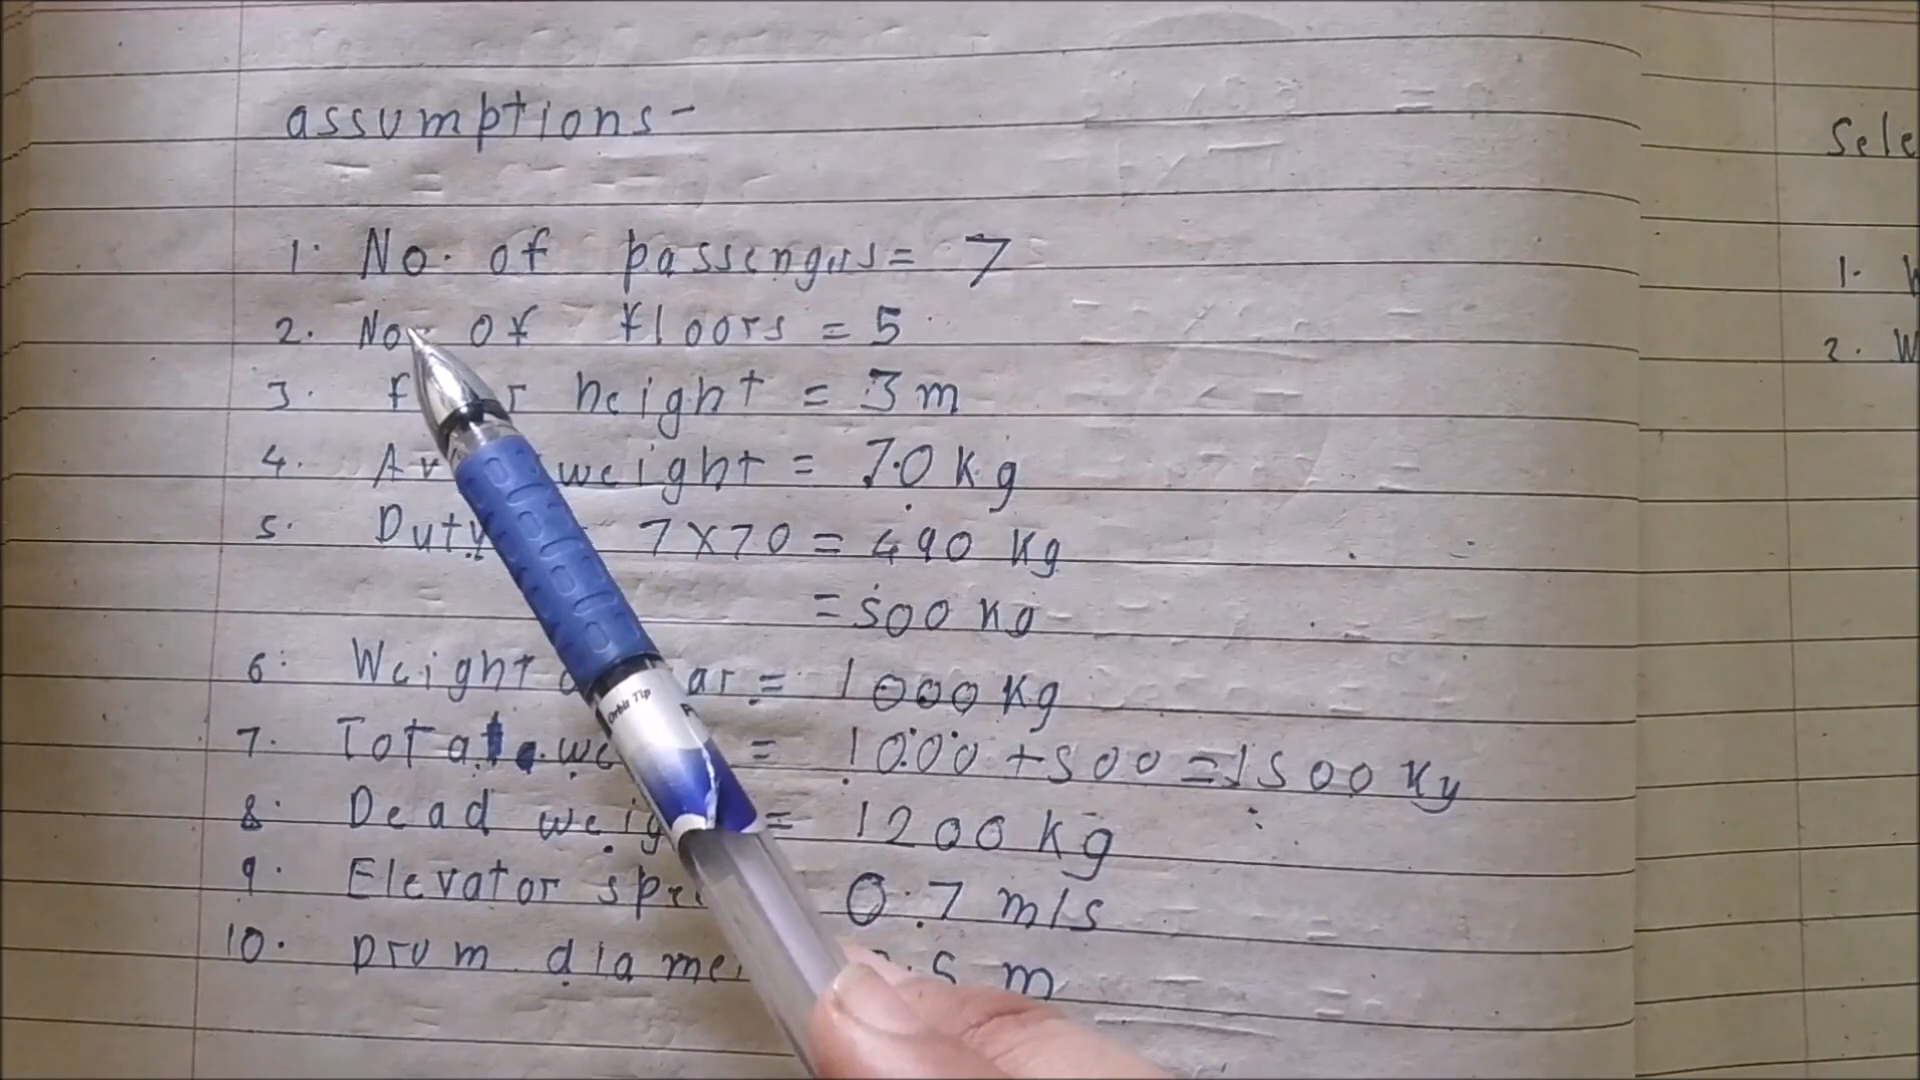 assumptions-
1. No. of passengers = 7
2. No. of floors = 5
3. height = 3m
4. weight = 70 Kg
5. Duty 7x70 = 490 Kg
= 500 Kg
6. Weight = 1000 Kg
7. Total = 1000 + 500 = 1500 Kg
8. Dead = 1200 Kg
9. Elevator 0.7 m/s
10. Drum m
Orbit Tip
1.
2.